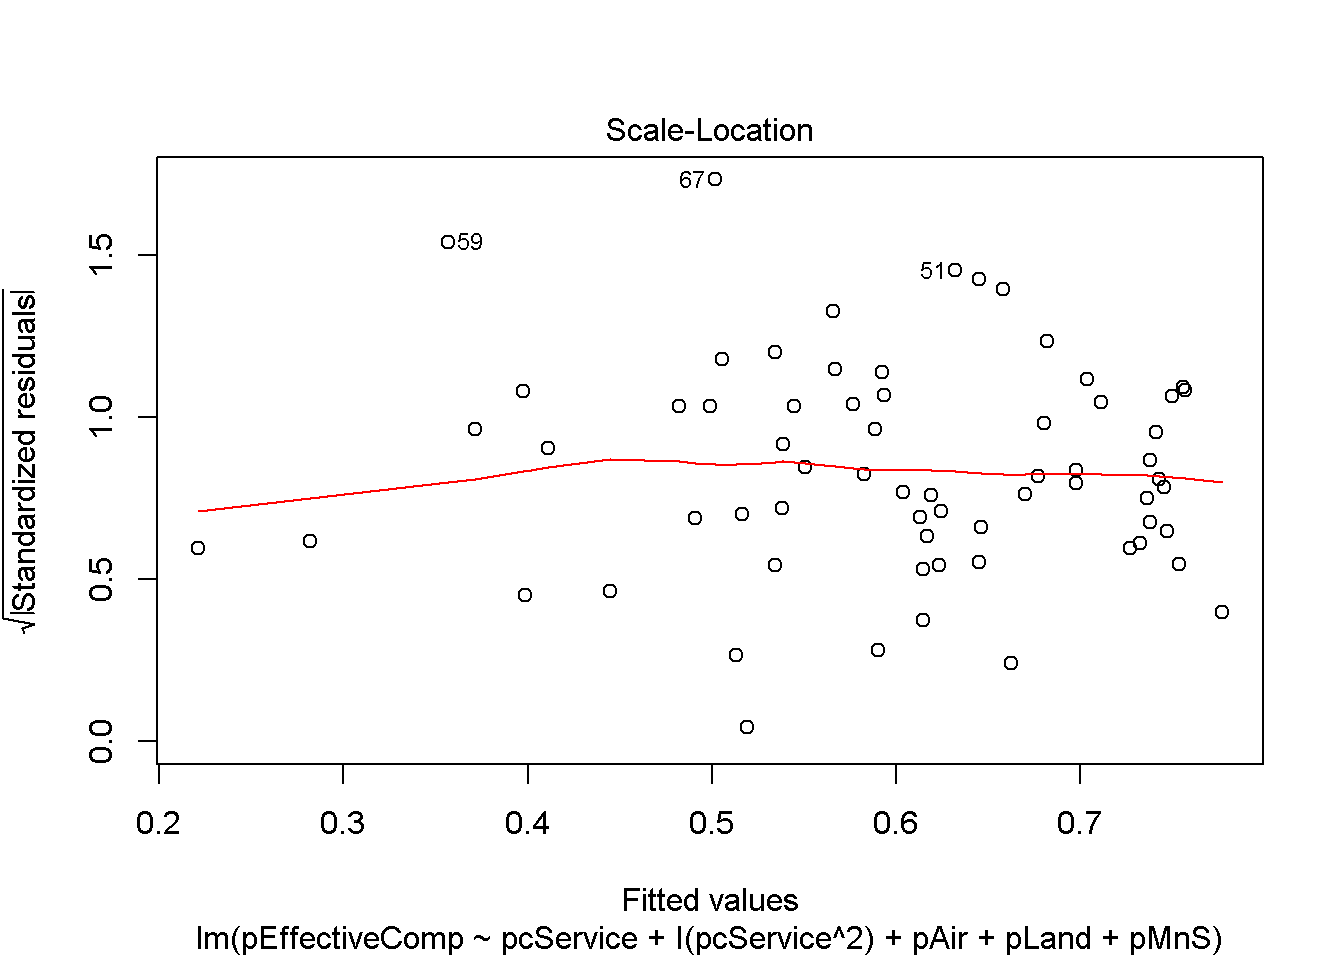 Scale-Location
67
59
51
√|Standardized residuals|
1.5
1.0
0.5
0.0
0.2 0.3 0.4 0.5 0.6 0.7
Fitted values
lm(pEffectiveComp ~ pcService + I(pcService^2) + pAir + pLand + pMnS)